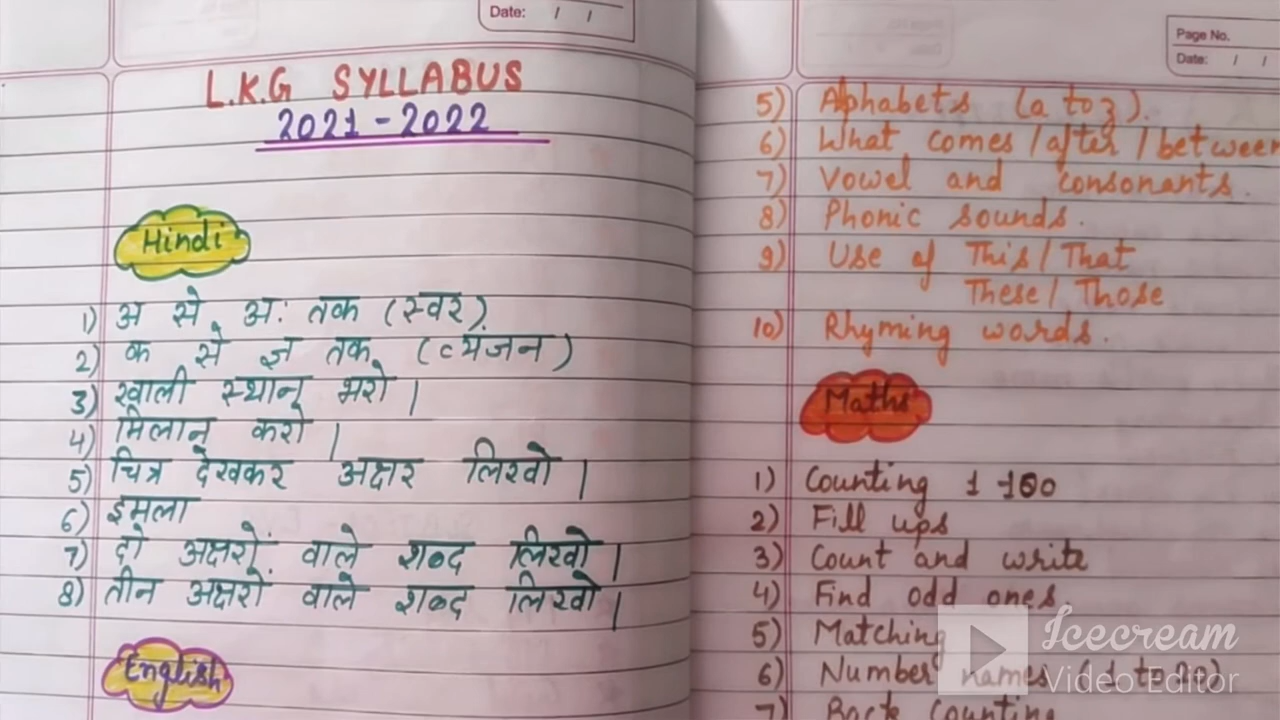 Date: / /
L.K.G SYLLABUS
2021-2022
Hindi
1) अ से अः तक (स्वर)
2) क से ज्ञ तक (व्यंजन)
3) खाली स्थान भरो।
4) मिलान करो।
5) चित्र देखकर अक्षर लिखो।
6) इमला
7) दो अक्षरों वाले शब्द लिखो।
8) तीन अक्षरों वाले शब्द लिखो।
English
Page No.
Date: / /
5) Alphabets (a to z).
6) What comes /after /between
7) Vowel and consonants.
8) Phonic sounds.
9) Use of This/That
These/Those
10) Rhyming words.
Maths
1) Counting 1-100
2) Fill ups
3) Count and write
4) Find odd ones.
5) Matching
6) Number names (1 to 20)
7) Back Counting
Icecream
Video Editor